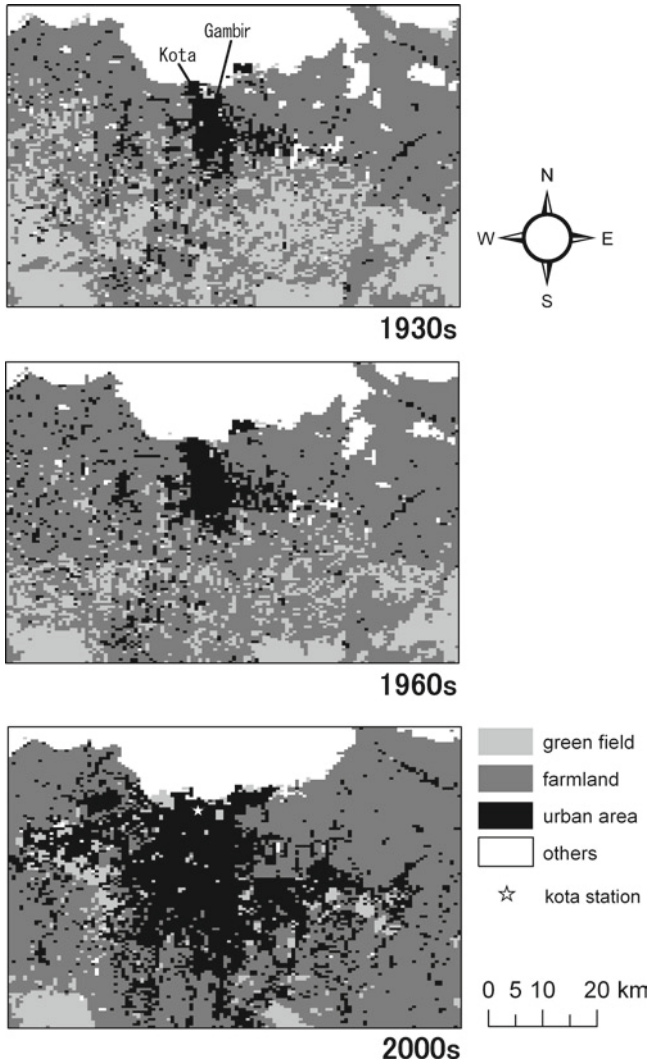 Gambir
Kota
N
W E
S
1930s
1960s
green field
farmland
urban area
others
kota station
0 5 10 20 km
2000s